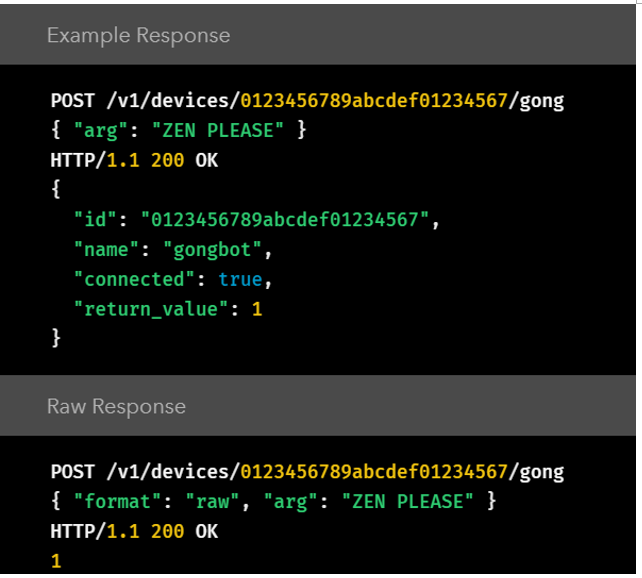 Example Response
POST /v1/devices/0123456789abcdef01234567/gong
{ "arg": "ZEN PLEASE" }
HTTP/1.1 200 OK
{
  "id": "0123456789abcdef01234567",
  "name": "gongbot",
  "connected": true,
  "return_value": 1
}
Raw Response
POST /v1/devices/0123456789abcdef01234567/gong
{ "format": "raw", "arg": "ZEN PLEASE" }
HTTP/1.1 200 OK
1